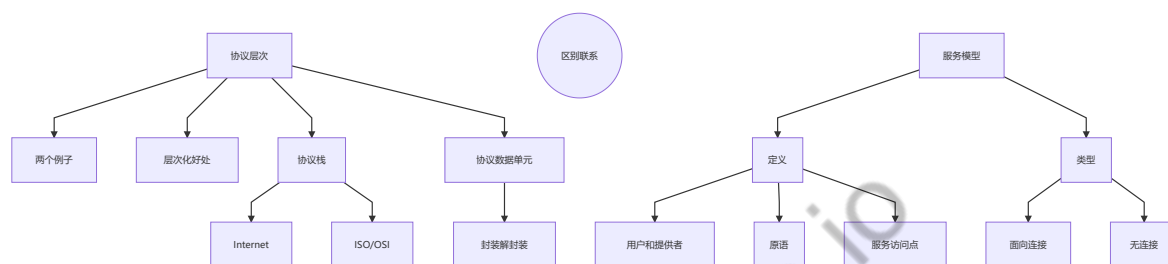 协议层次
区别联系
服务模型
两个例子
层次化好处
协议栈
协议数据单元
定义
类型
Internet
ISO/OSI
封装解封装
用户和提供者
原语
服务访问点
面向连接
无连接
io